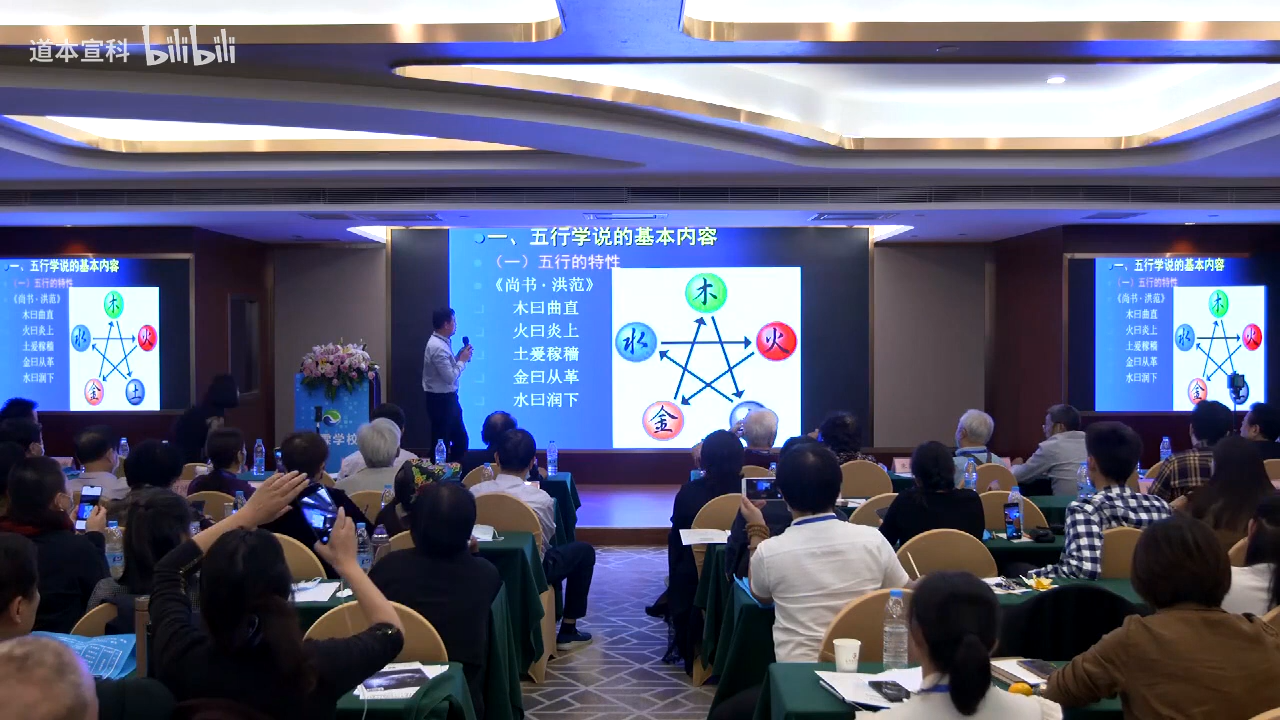 道本宣科 bilibili
一、五行学说的基本内容
（一）五行的特性
《尚书·洪范》
木曰曲直
火曰炎上
土爰稼穑
金曰从革
水曰润下
木
水
火
金
一、五行学说的基本内容
（一）五行的特性
《尚书·洪范》
木曰曲直
火曰炎上
土爰稼穑
金曰从革
水曰润下
木
水
火
金
土
一、五行学说的基本内容
（一）五行的特性
《尚书·洪范》
木曰曲直
火曰炎上
土爰稼穑
金曰从革
水曰润下
木
水
火
金
学校